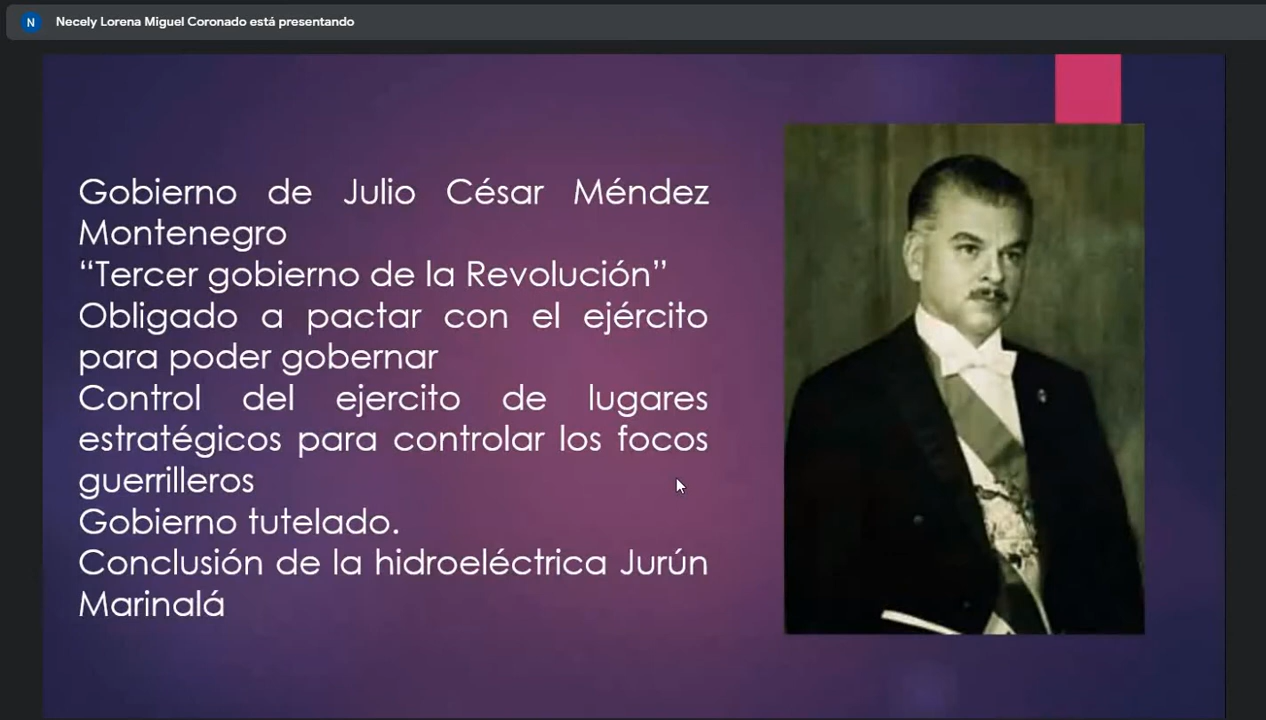 N Necely Lorena Miguel Coronado está presentando
Gobierno de Julio César Méndez
Montenegro
“Tercer gobierno de la Revolución”
Obligado a pactar con el ejército
para poder gobernar
Control del ejercito de lugares
estratégicos para controlar los focos
guerrilleros
Gobierno tutelado.
Conclusión de la hidroeléctrica Jurún
Marinalá